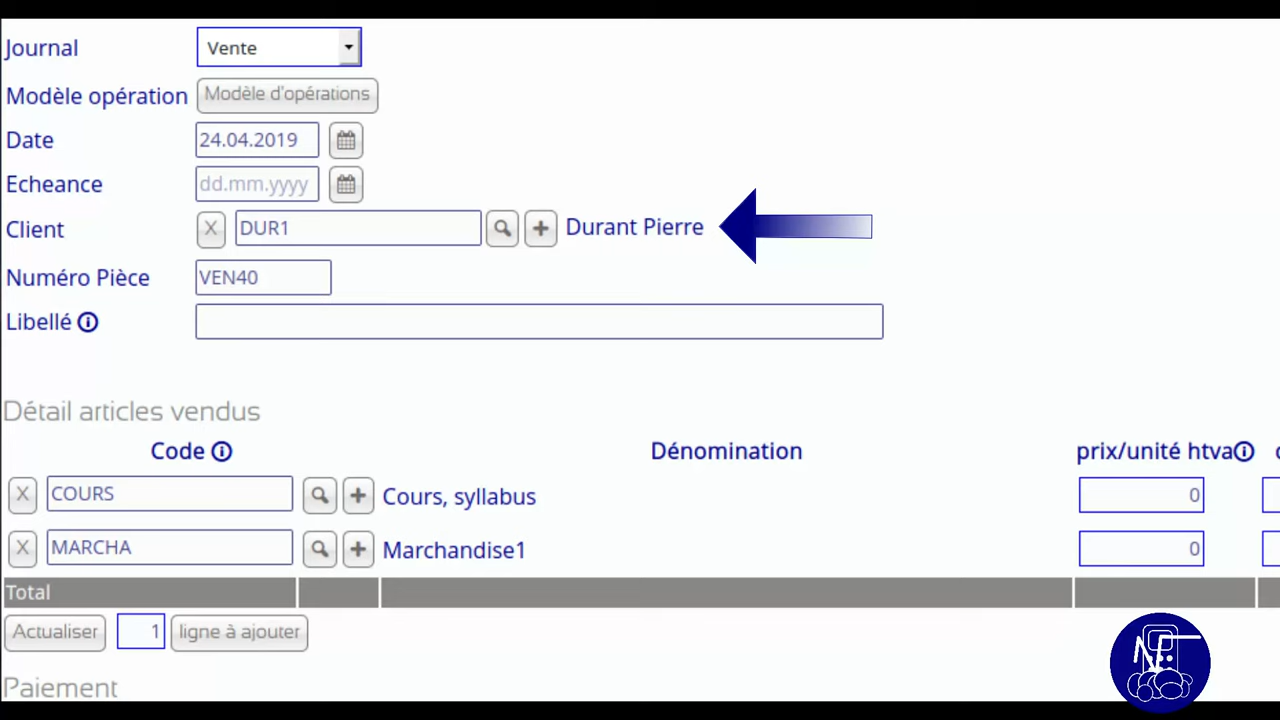 Journal Vente
Modèle opération Modèle d'opérations
Date 24.04.2019
Echeance dd.mm.yyyy
Client X DUR1 Durant Pierre
Numéro Pièce VEN40
Libellé
Détail articles vendus
Code Dénomination prix/unité htva
X COURS Cours, syllabus 0
X MARCHA Marchandise1 0
Total
Actualiser 1 ligne à ajouter
Paiement